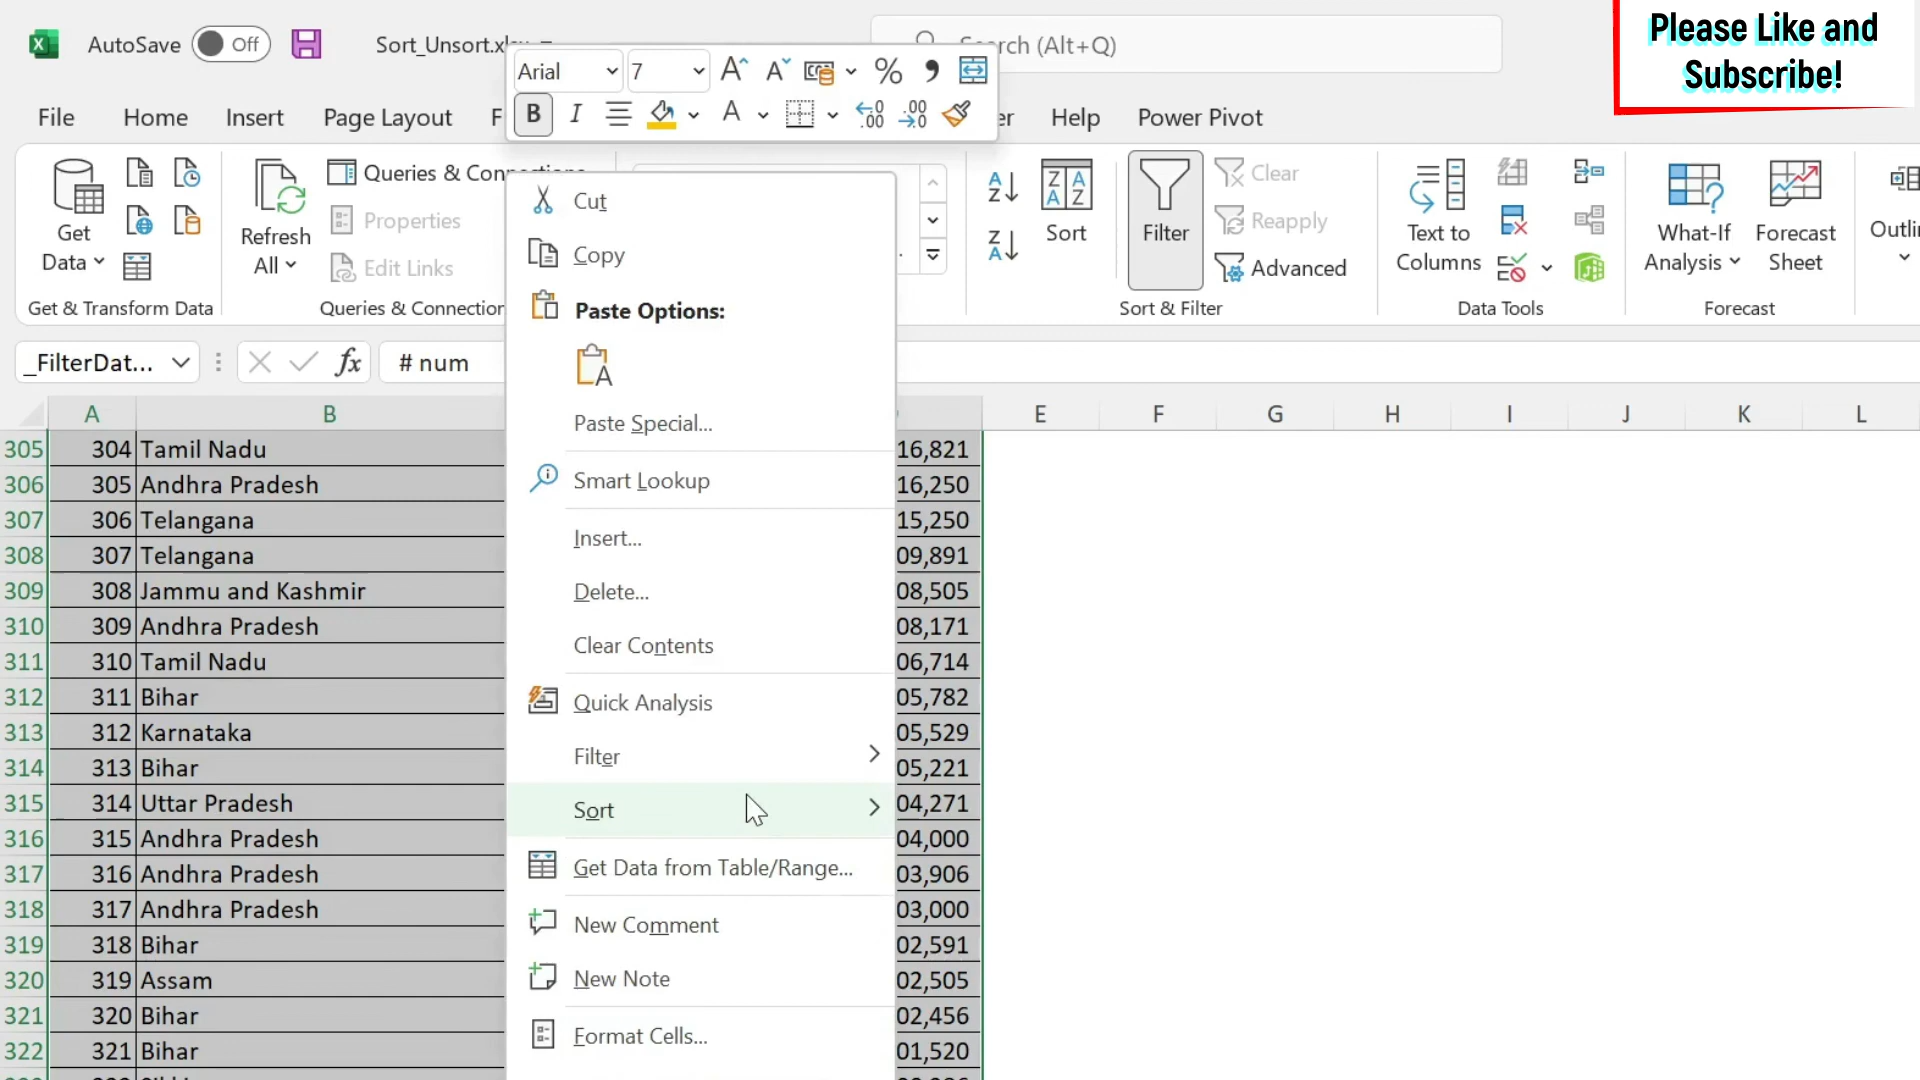 Please Like and
Subscribe!
AutoSave
Off
Search (Alt+Q)
Arial
7
B
I
A
File
Home
Insert
Page Layout
Help
Power Pivot
Get
Data
Get & Transform Data
Refresh
All
Queries &
Properties
Edit Links
Sort
Filter
Clear
Reapply
Advanced
Sort & Filter
Text to
Columns
Data Tools
What-If
Analysis
Forecast
Sheet
Forecast
_FilterDat...
fx
# num
Cut
Copy
Paste Options:
Paste Special...
Smart Lookup
Insert...
Delete...
Clear Contents
Quick Analysis
Filter
Sort
Get Data from Table/Range...
New Comment
New Note
Format Cells...
A B E F G H I J K L
305 304 Tamil Nadu 16,821
306 305 Andhra Pradesh 16,250
307 306 Telangana 15,250
308 307 Telangana 09,891
309 308 Jammu and Kashmir 08,505
310 309 Andhra Pradesh 08,171
311 310 Tamil Nadu 06,714
312 311 Bihar 05,782
313 312 Karnataka 05,529
314 313 Bihar 05,221
315 314 Uttar Pradesh 04,271
316 315 Andhra Pradesh 04,000
317 316 Andhra Pradesh 03,906
318 317 Andhra Pradesh 03,000
319 318 Bihar 02,591
320 319 Assam 02,505
321 320 Bihar 02,456
322 321 Bihar 01,520